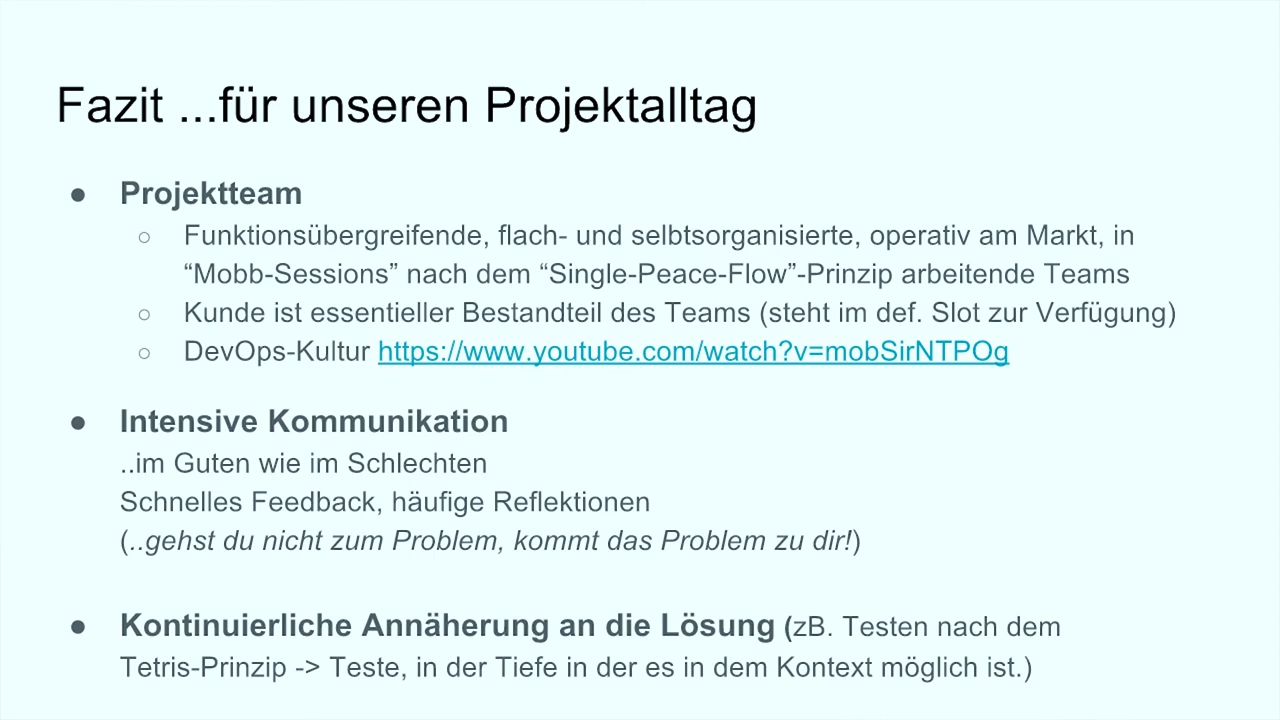 Fazit ...für unseren Projektalltag
● Projektteam
○ Funktionsübergreifende, flach- und selbtsorganisierte, operativ am Markt, in
“Mobb-Sessions” nach dem “Single-Peace-Flow”-Prinzip arbeitende Teams
○ Kunde ist essentieller Bestandteil des Teams (steht im def. Slot zur Verfügung)
○ DevOps-Kultur https://www.youtube.com/watch?v=mobSirNTPOg
● Intensive Kommunikation
..im Guten wie im Schlechten
Schnelles Feedback, häufige Reflektionen
(..gehst du nicht zum Problem, kommt das Problem zu dir!)
● Kontinuierliche Annäherung an die Lösung (zB. Testen nach dem
Tetris-Prinzip -> Teste, in der Tiefe in der es in dem Kontext möglich ist.)